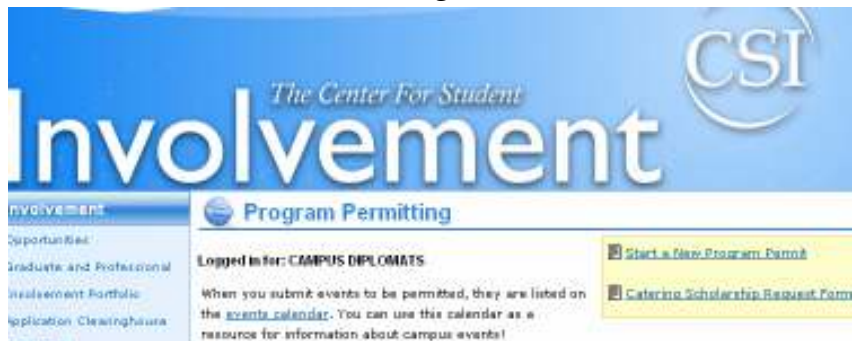 The Center For Student
Involvement
CSI
Involvement
Opportunities
Graduate and Professional
Involvement Portfolio
Application Clearinghouse
Program Permitting
Logged in for: CAMPUS DIPLOMATS
When you submit events to be permitted, they are listed on
the events calendar. You can use this calendar as a
resource for information about campus events!
Start a New Program Permit
Catering Scholarship Request Form